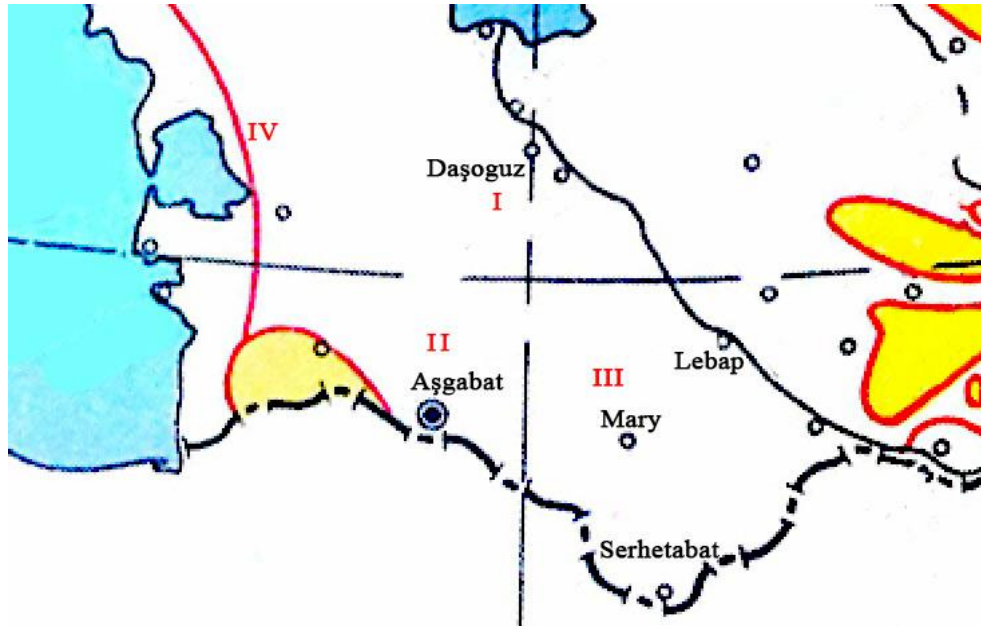 IV
Daşoguz
I
II
Lebap
III
Aşgabat
Mary
Serhetabat